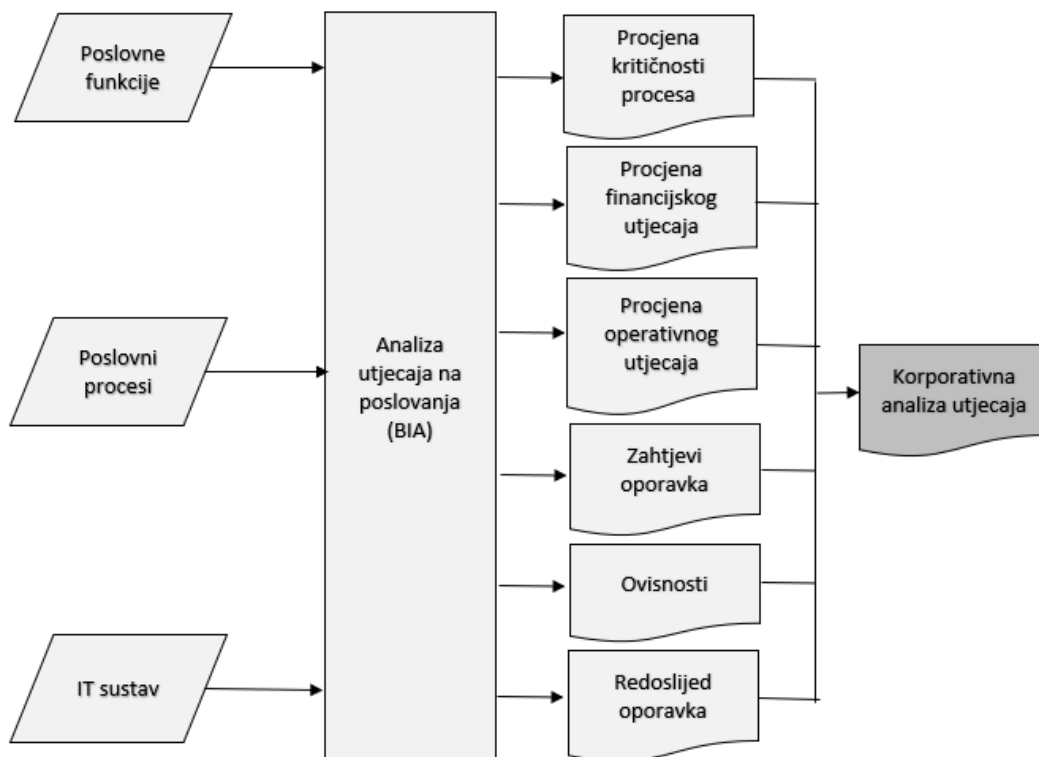 Poslovne
funkcije
Poslovni
procesi
IT sustav
Analiza
utjecaja na
poslovanja
(BIA)
Procjena
kritičnosti
procesa
Procjena
financijskog
utjecaja
Procjena
operativnog
utjecaja
Zahtjevi
oporavka
Ovisnosti
Redoslijed
oporavka
Korporativna
analiza utjecaja